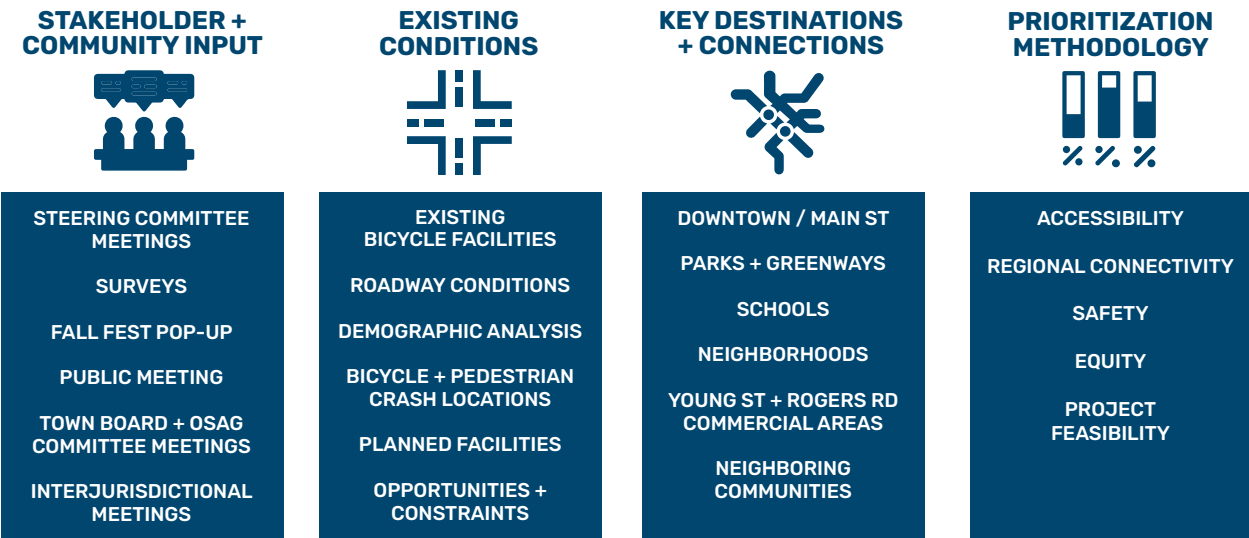 STAKEHOLDER +
COMMUNITY INPUT
STEERING COMMITTEE
MEETINGS
SURVEYS
FALL FEST POP-UP
PUBLIC MEETING
TOWN BOARD + OSAG
COMMITTEE MEETINGS
INTERJURISDICTIONAL
MEETINGS
EXISTING
CONDITIONS
EXISTING
BICYCLE FACILITIES
ROADWAY CONDITIONS
DEMOGRAPHIC ANALYSIS
BICYCLE + PEDESTRIAN
CRASH LOCATIONS
PLANNED FACILITIES
OPPORTUNITIES +
CONSTRAINTS
KEY DESTINATIONS
+ CONNECTIONS
DOWNTOWN / MAIN ST
PARKS + GREENWAYS
SCHOOLS
NEIGHBORHOODS
YOUNG ST + ROGERS RD
COMMERCIAL AREAS
NEIGHBORING
COMMUNITIES
PRIORITIZATION
METHODOLOGY
% % %
ACCESSIBILITY
REGIONAL CONNECTIVITY
SAFETY
EQUITY
PROJECT
FEASIBILITY